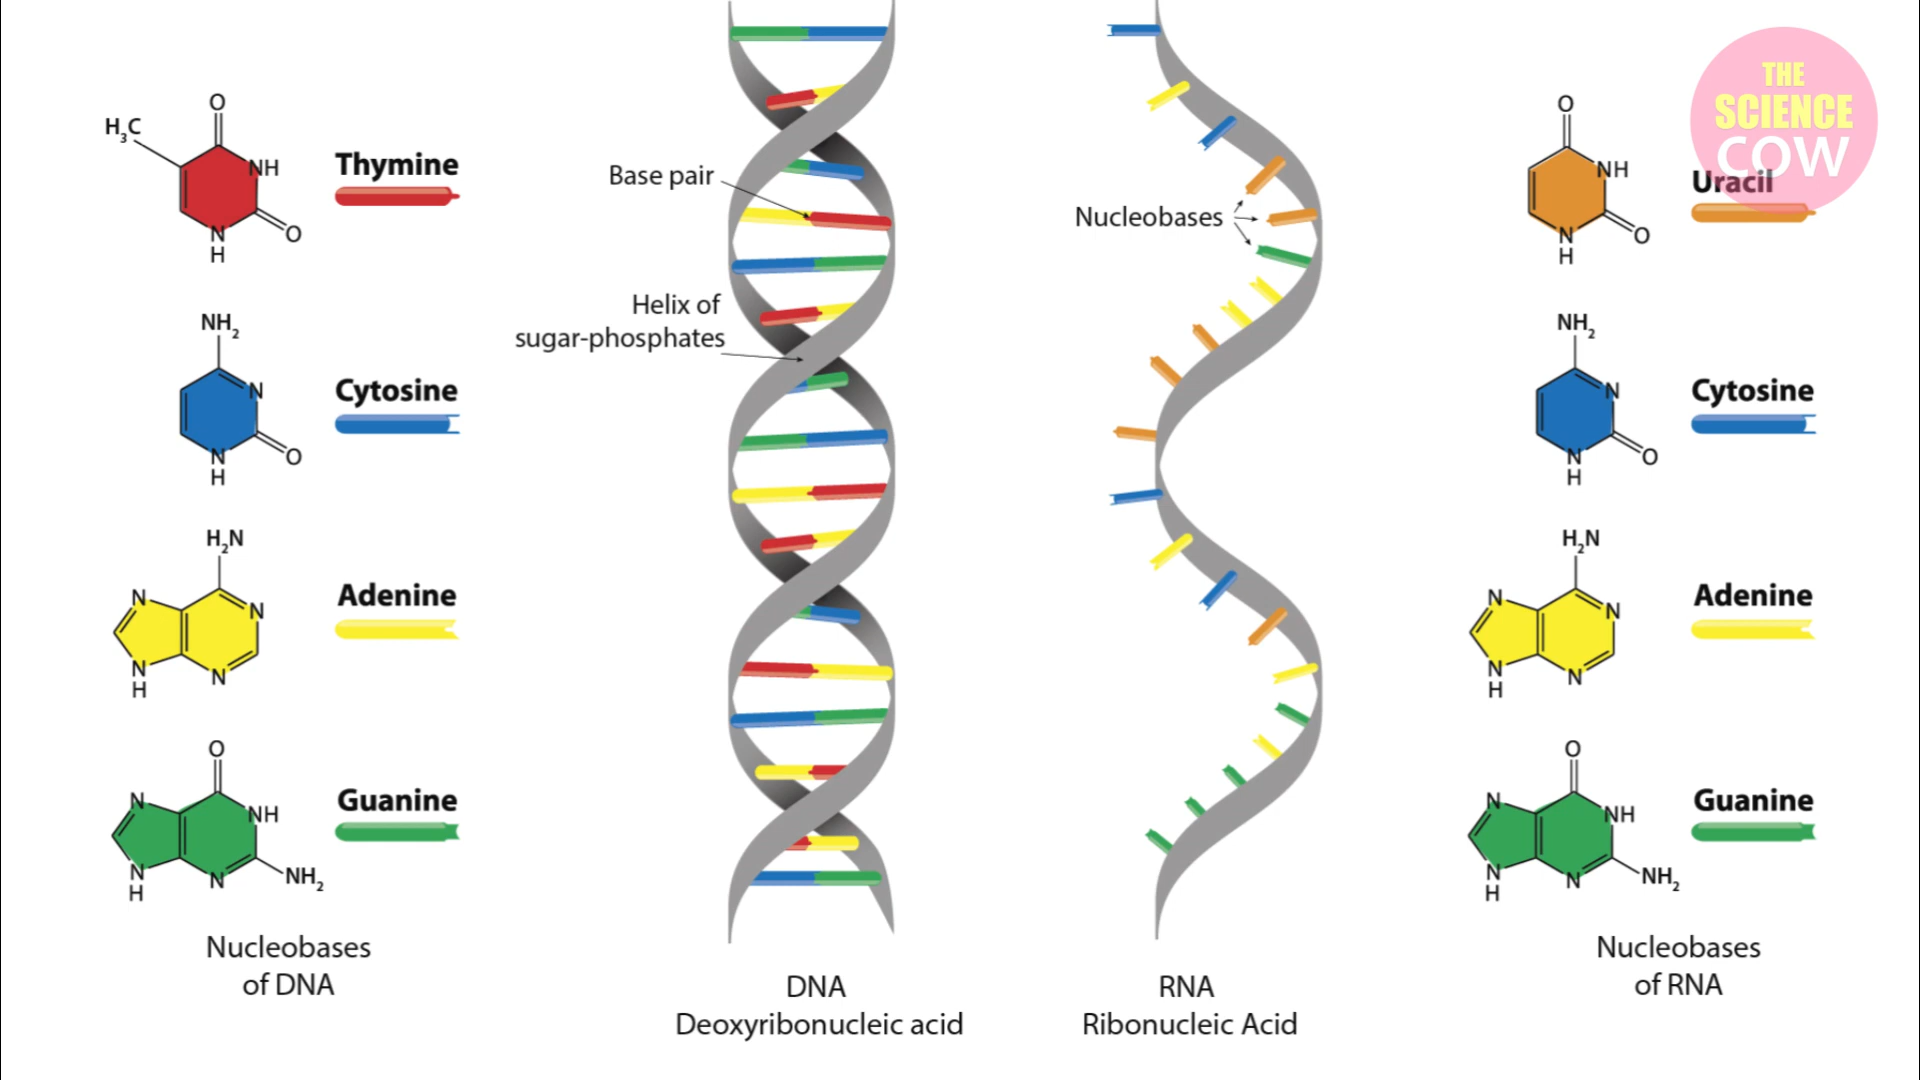 O
H₃C
NH
O
N
H
Thymine
NH₂
N
O
N
H
Cytosine
H₂N
N
N
N
H
N
Adenine
O
N
NH
N
H
N
NH₂
Guanine
Nucleobases
of DNA
Base pair
Helix of
sugar-phosphates
DNA
Deoxyribonucleic acid
Nucleobases
RNA
Ribonucleic Acid
THE
SCIENCE
COW
O
NH
O
N
H
Uracil
NH₂
N
O
N
H
Cytosine
H₂N
N
N
N
H
N
Adenine
O
N
NH
N
H
N
NH₂
Guanine
Nucleobases
of RNA